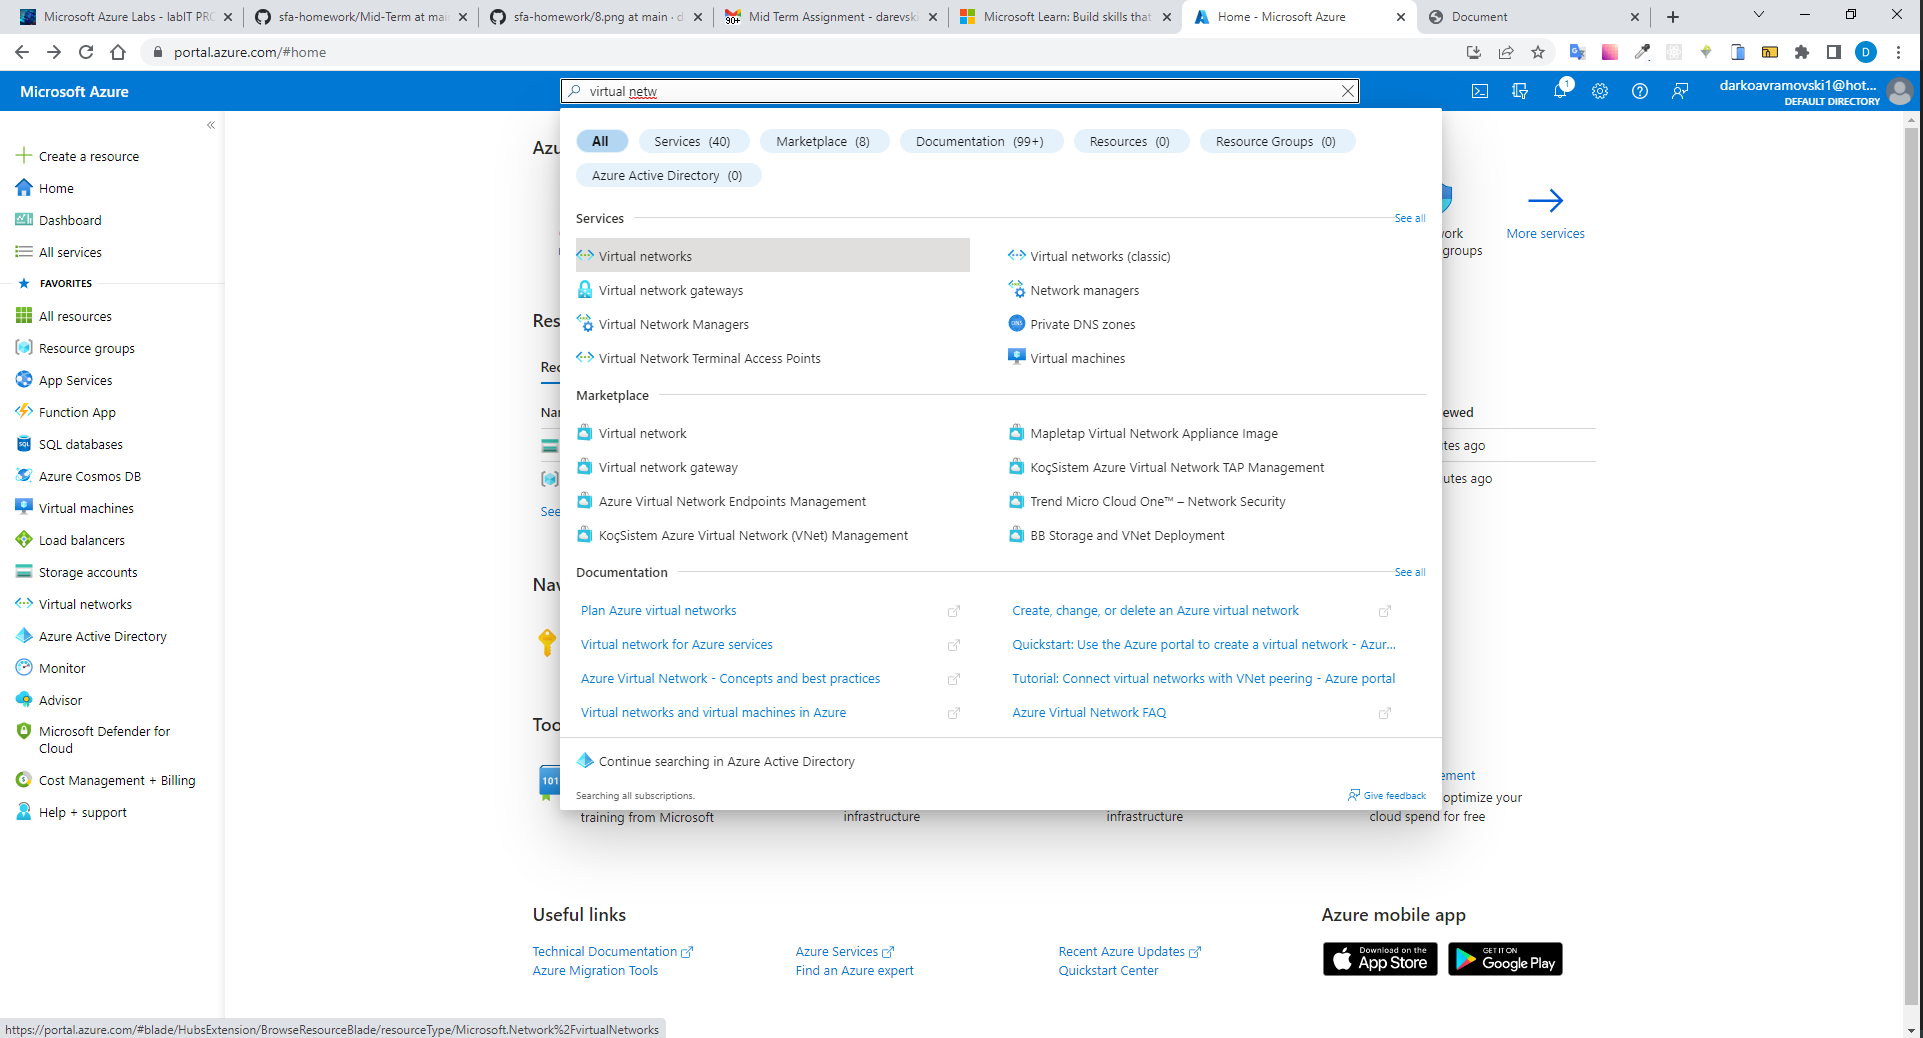 Microsoft Azure Labs - labIT PRO
sfa-homework/Mid-Term at main
sfa-homework/8.png at main · d
Mid Term Assignment - darevski
Microsoft Learn: Build skills that
Home - Microsoft Azure
Document
portal.azure.com/#home
D
Microsoft Azure
virtual netw
1
darkoavramovski1@hot...
DEFAULT DIRECTORY
Create a resource
Home
Dashboard
All services
FAVORITES
All resources
Resource groups
App Services
Function App
SQL databases
Azure Cosmos DB
Virtual machines
Load balancers
Storage accounts
Virtual networks
Azure Active Directory
Monitor
Advisor
Microsoft Defender for
Cloud
Cost Management + Billing
Help + support
All
Services (40)
Marketplace (8)
Documentation (99+)
Resources (0)
Resource Groups (0)
Azure Active Directory (0)
Services
See all
Virtual networks
Virtual networks (classic)
Virtual network gateways
Network managers
Virtual Network Managers
Private DNS zones
Virtual Network Terminal Access Points
Virtual machines
Marketplace
Virtual network
Mapletap Virtual Network Appliance Image
Virtual network gateway
KoçSistem Azure Virtual Network TAP Management
Azure Virtual Network Endpoints Management
Trend Micro Cloud One™ – Network Security
KoçSistem Azure Virtual Network (VNet) Management
BB Storage and VNet Deployment
Documentation
See all
Plan Azure virtual networks
Create, change, or delete an Azure virtual network
Virtual network for Azure services
Quickstart: Use the Azure portal to create a virtual network - Azur...
Azure Virtual Network - Concepts and best practices
Tutorial: Connect virtual networks with VNet peering - Azure portal
Virtual networks and virtual machines in Azure
Azure Virtual Network FAQ
Continue searching in Azure Active Directory
Searching all subscriptions.
Give feedback
Azu
ork
groups
More services
Res
Rec
Nar
ewed
tes ago
utes ago
See
Nav
Too
101
ement
optimize your
training from Microsoft
infrastructure
infrastructure
cloud spend for free
Useful links
Azure mobile app
Technical Documentation
Azure Services
Recent Azure Updates
Azure Migration Tools
Find an Azure expert
Quickstart Center
Download on the
App Store
GET IT ON
Google Play
https://portal.azure.com/#blade/HubsExtension/BrowseResourceBlade/resourceType/Microsoft.Network%2FvirtualNetworks